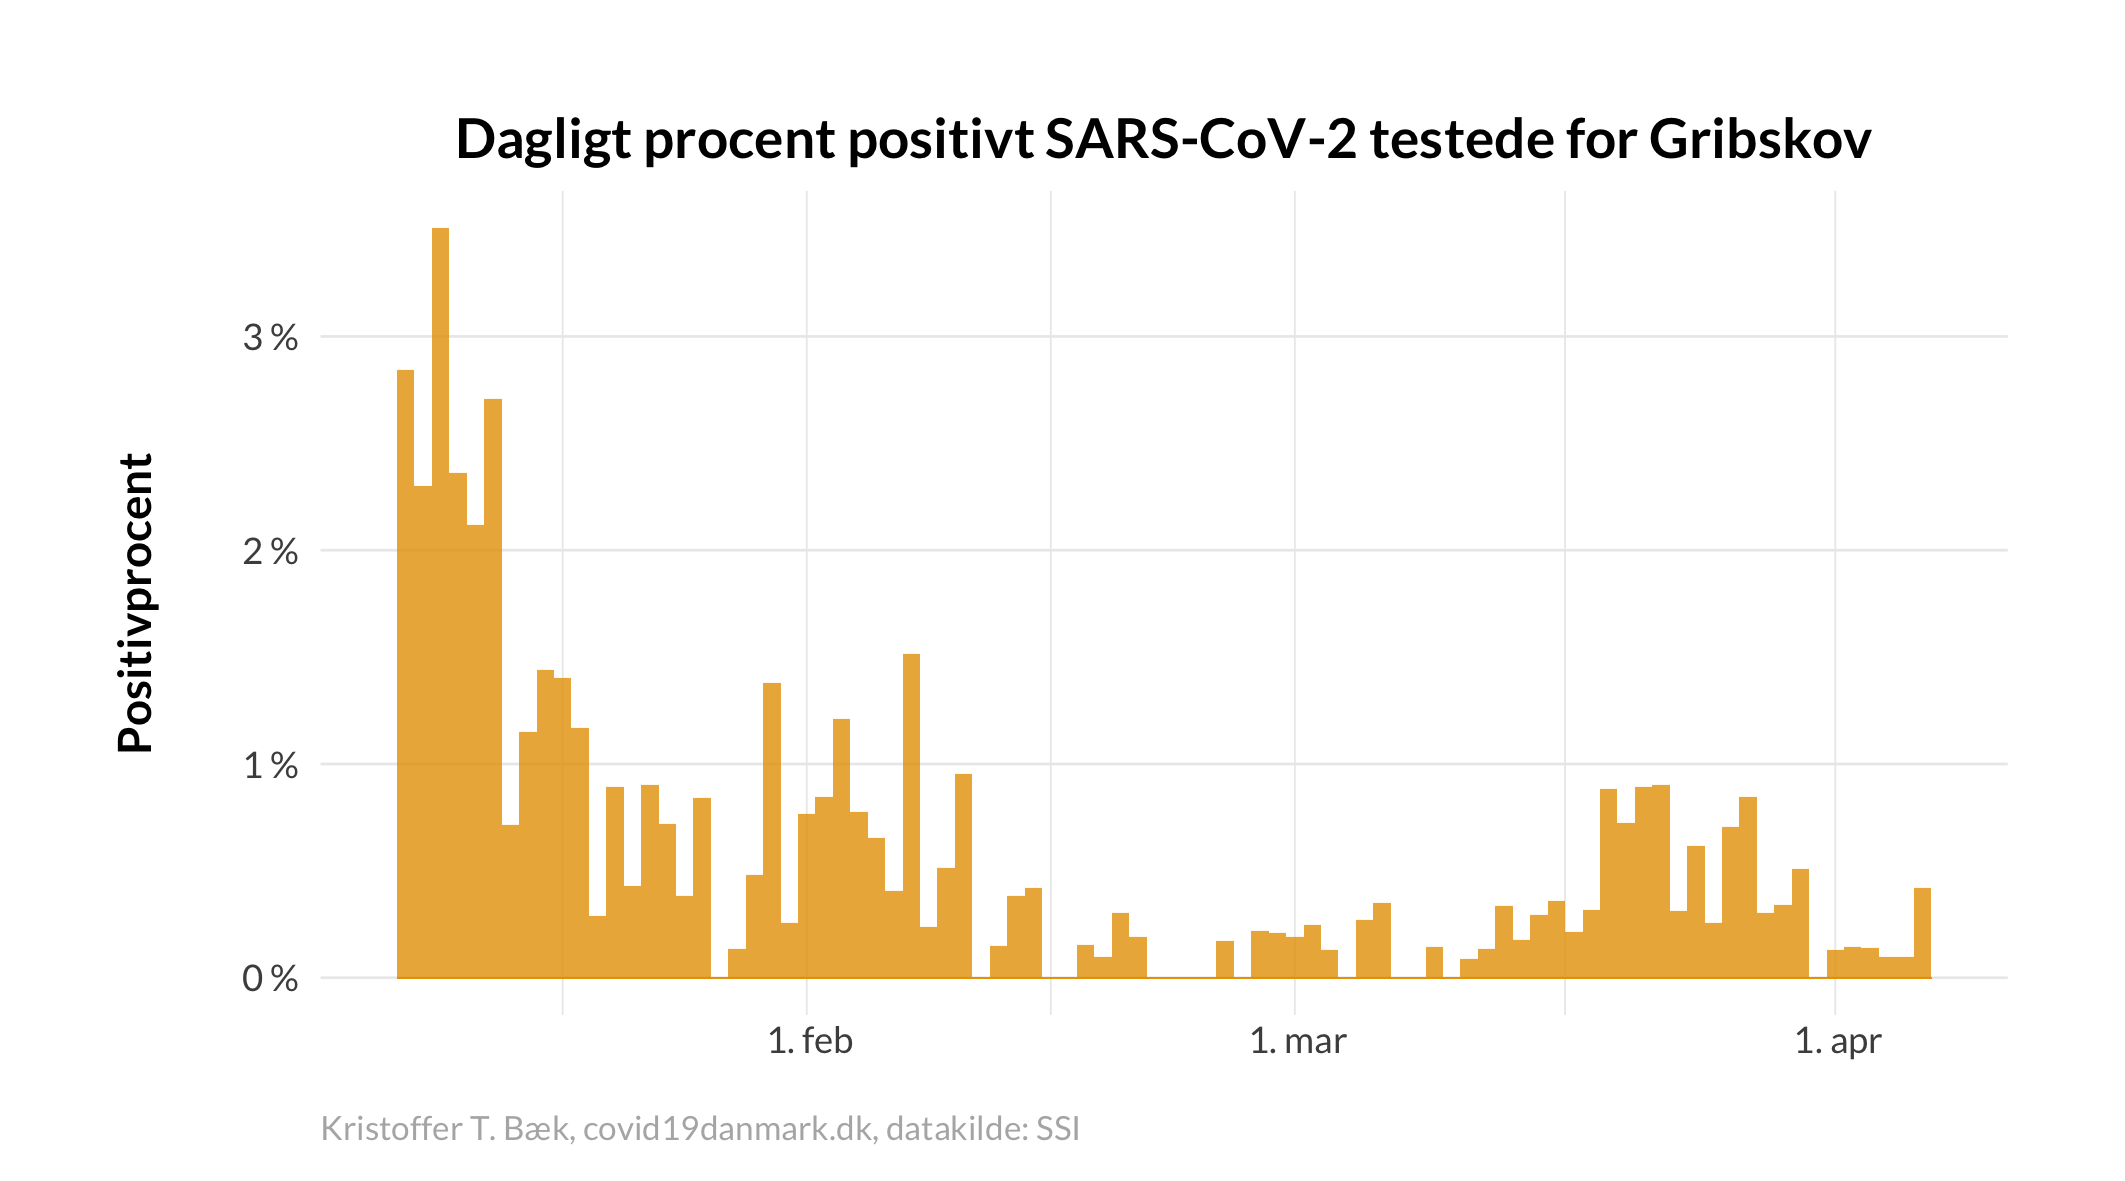 Dagligt procent positivt SARS-CoV-2 testede for Gribskov
Positivprocent
3 %
2 %
1 %
0 %
1. feb
1. mar
1. apr
Kristoffer T. Bæk, covid19danmark.dk, datakilde: SSI